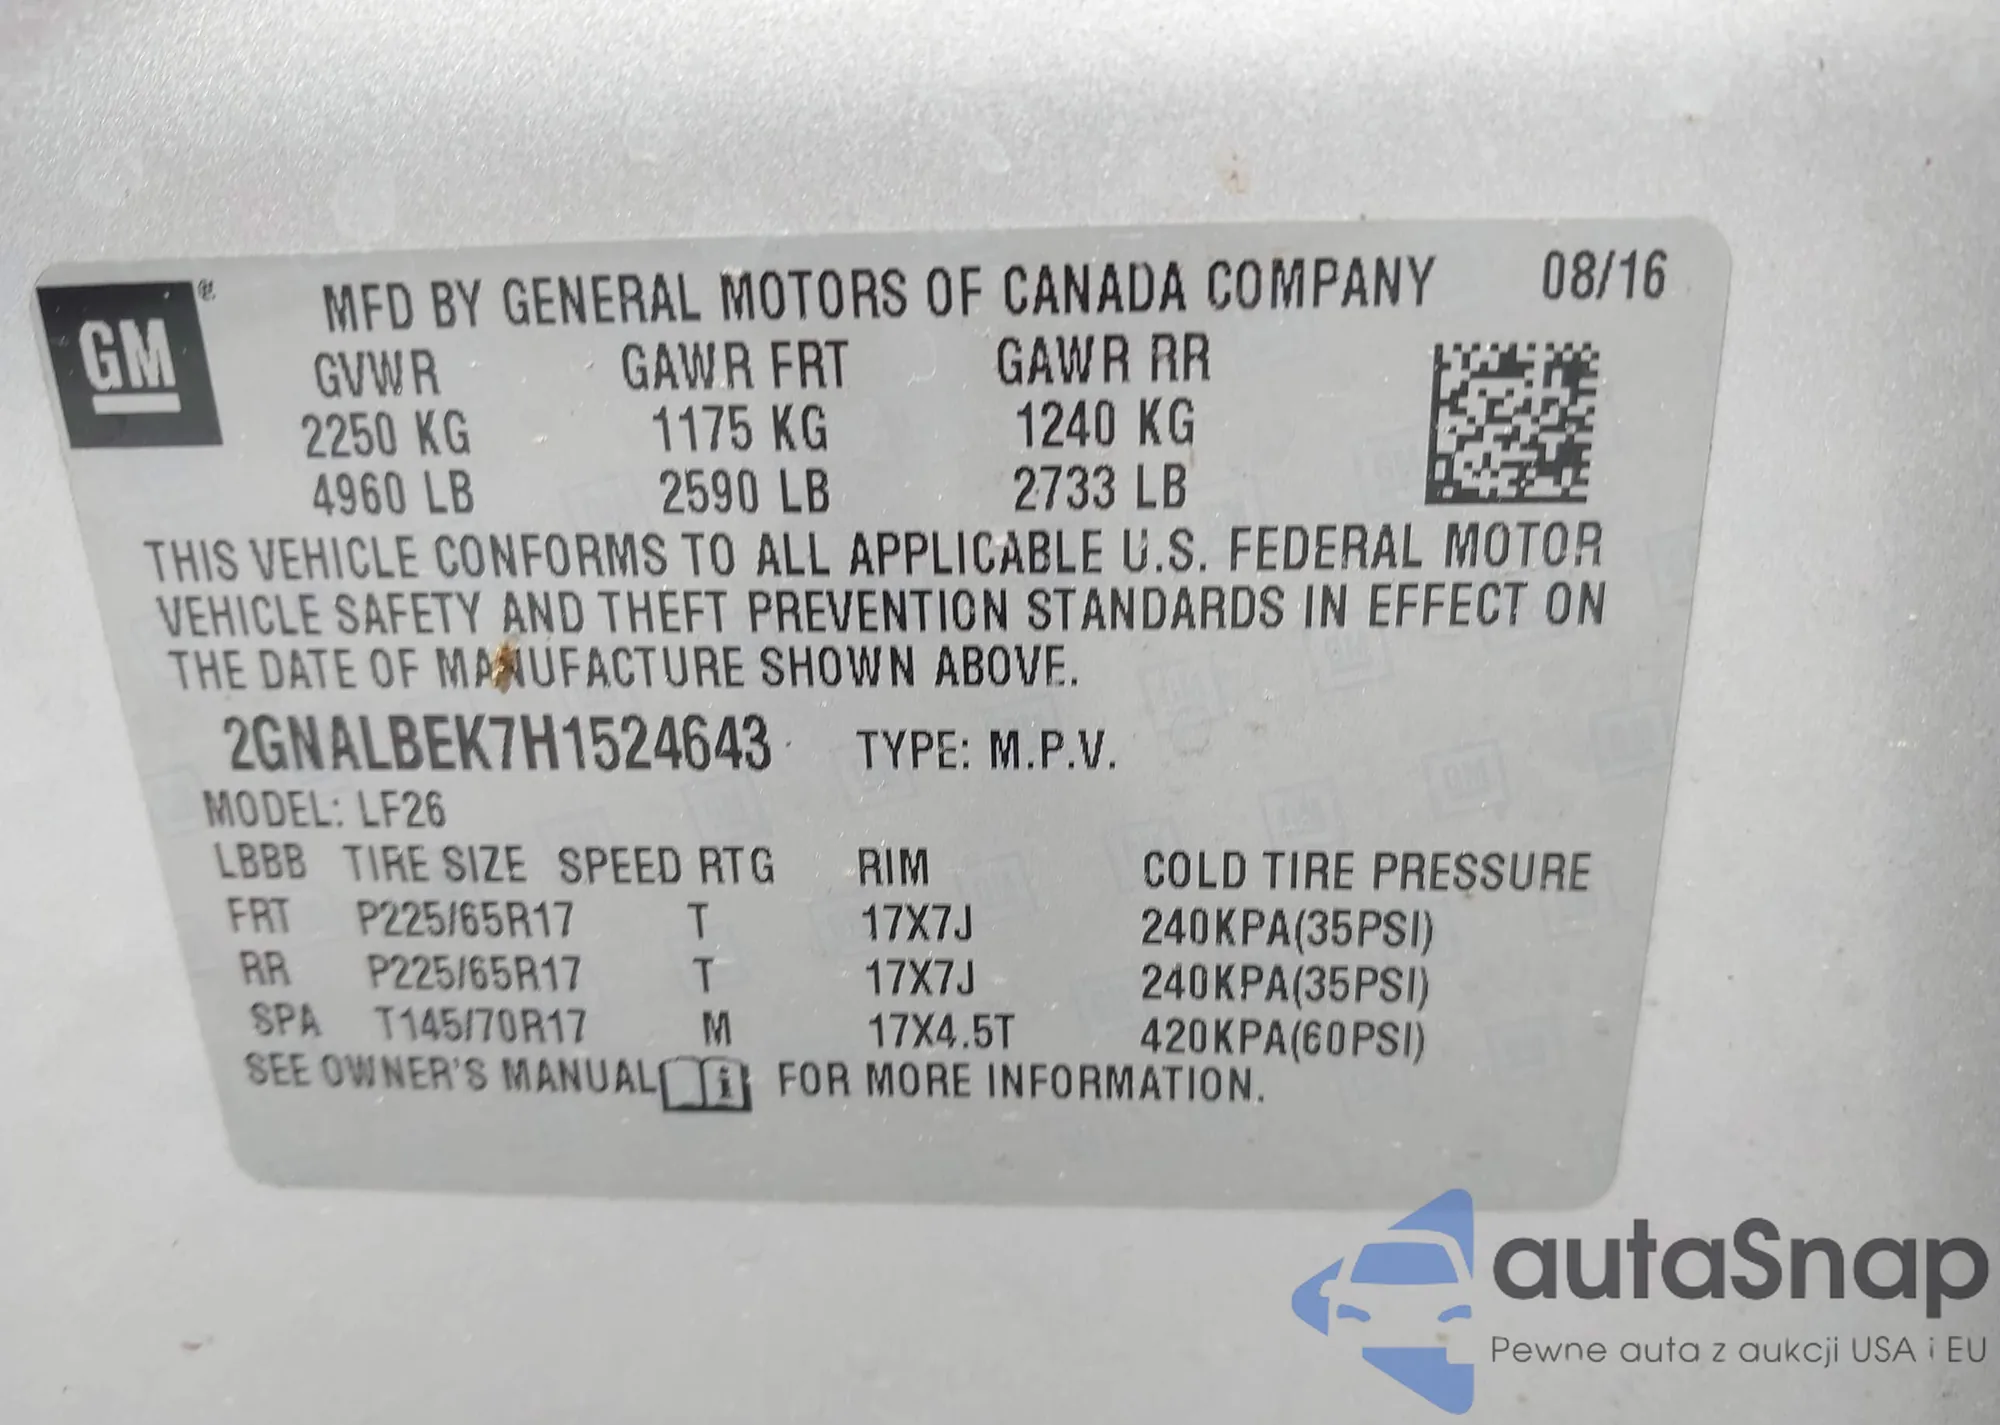 GM
MFD BY GENERAL MOTORS OF CANADA COMPANY 08/16
GVWR GAWR FRT GAWR RR
2250 KG 1175 KG 1240 KG
4960 LB 2590 LB 2733 LB
THIS VEHICLE CONFORMS TO ALL APPLICABLE U.S. FEDERAL MOTOR
VEHICLE SAFETY AND THEFT PREVENTION STANDARDS IN EFFECT ON
THE DATE OF MANUFACTURE SHOWN ABOVE.
2GNALBEK7H1524643 TYPE: M.P.V.
MODEL: LF26
LBBB TIRE SIZE SPEED RTG RIM COLD TIRE PRESSURE
FRT P225/65R17 T 17X7J 240KPA(35PSI)
RR P225/65R17 T 17X7J 240KPA(35PSI)
SPA T145/70R17 M 17X4.5T 420KPA(60PSI)
SEE OWNER'S MANUAL i FOR MORE INFORMATION.
autaSnap
Pewne auta z aukcji USA i EU